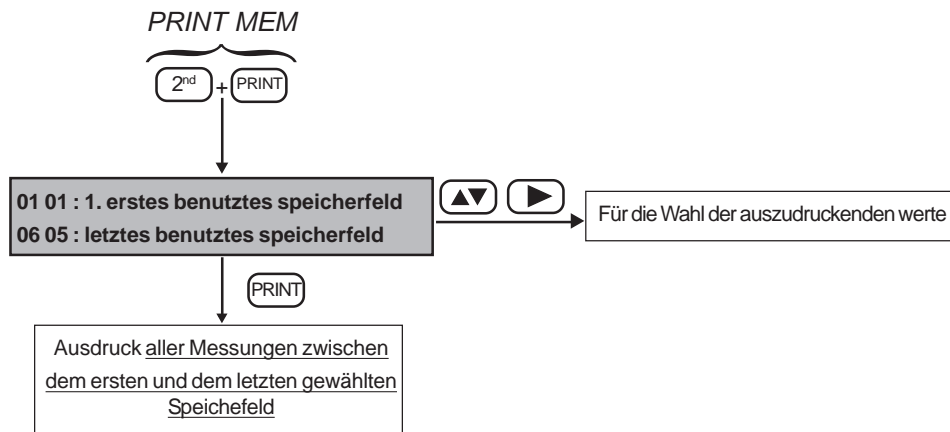 PRINT MEM
2nd + PRINT
01 01 : 1. erstes benutztes speicherfeld
06 05 : letztes benutztes speicherfeld
Für die Wahl der auszudruckenden werte
PRINT
Ausdruck aller Messungen zwischen
dem ersten und dem letzten gewählten
Speichefeld